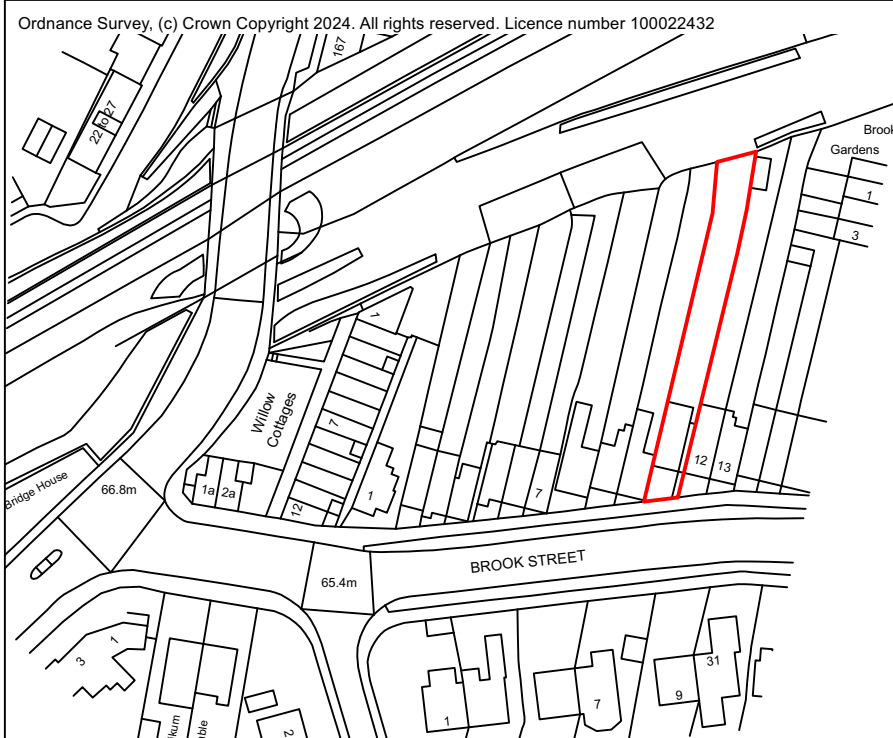 Ordnance Survey, (c) Crown Copyright 2024. All rights reserved. Licence number 100022432
167
22 to 27
Gardens
1
3
1
Willow
Cottages
7
Bridge House
66.8m
1a
2a
12
1
7
12
13
BROOK STREET
65.4m
3
1
1
7
9
31
2